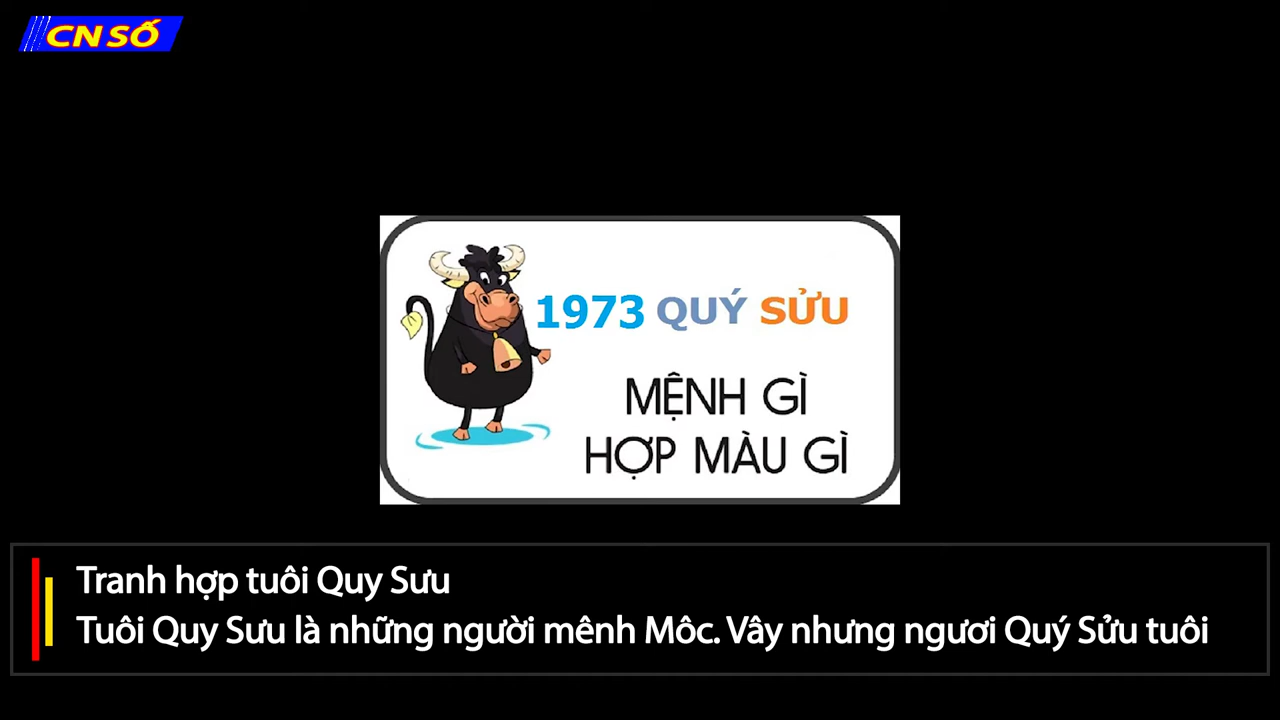 CN SỐ
1973 QUÝ SỬU
MỆNH GÌ
HỢP MÀU GÌ
Tranh hợp tuôi Quy Sưu
Tuôi Quy Sưu là những người mênh Môc. Vây nhưng ngươi Quý Sửu tuôi